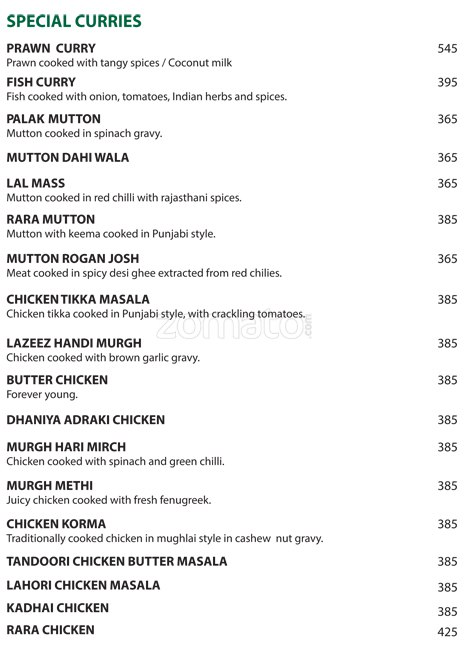 SPECIAL CURRIES
PRAWN CURRY 545
Prawn cooked with tangy spices / Coconut milk
FISH CURRY 395
Fish cooked with onion, tomatoes, Indian herbs and spices.
PALAK MUTTON 365
Mutton cooked in spinach gravy.
MUTTON DAHI WALA 365
LAL MASS 365
Mutton cooked in red chilli with rajasthani spices.
RARA MUTTON 385
Mutton with keema cooked in Punjabi style.
MUTTON ROGAN JOSH 365
Meat cooked in spicy desi ghee extracted from red chilies.
CHICKEN TIKKA MASALA 385
Chicken tikka cooked in Punjabi style, with crackling tomatoes.
zomato.com
LAZEEZ HANDI MURGH 385
Chicken cooked with brown garlic gravy.
BUTTER CHICKEN 385
Forever young.
DHANIYA ADRAKI CHICKEN 385
MURGH HARI MIRCH 385
Chicken cooked with spinach and green chilli.
MURGH METHI 385
Juicy chicken cooked with fresh fenugreek.
CHICKEN KORMA 385
Traditionally cooked chicken in mughlai style in cashew nut gravy.
TANDOORI CHICKEN BUTTER MASALA 385
LAHORI CHICKEN MASALA 385
KADHAI CHICKEN 385
RARA CHICKEN 425